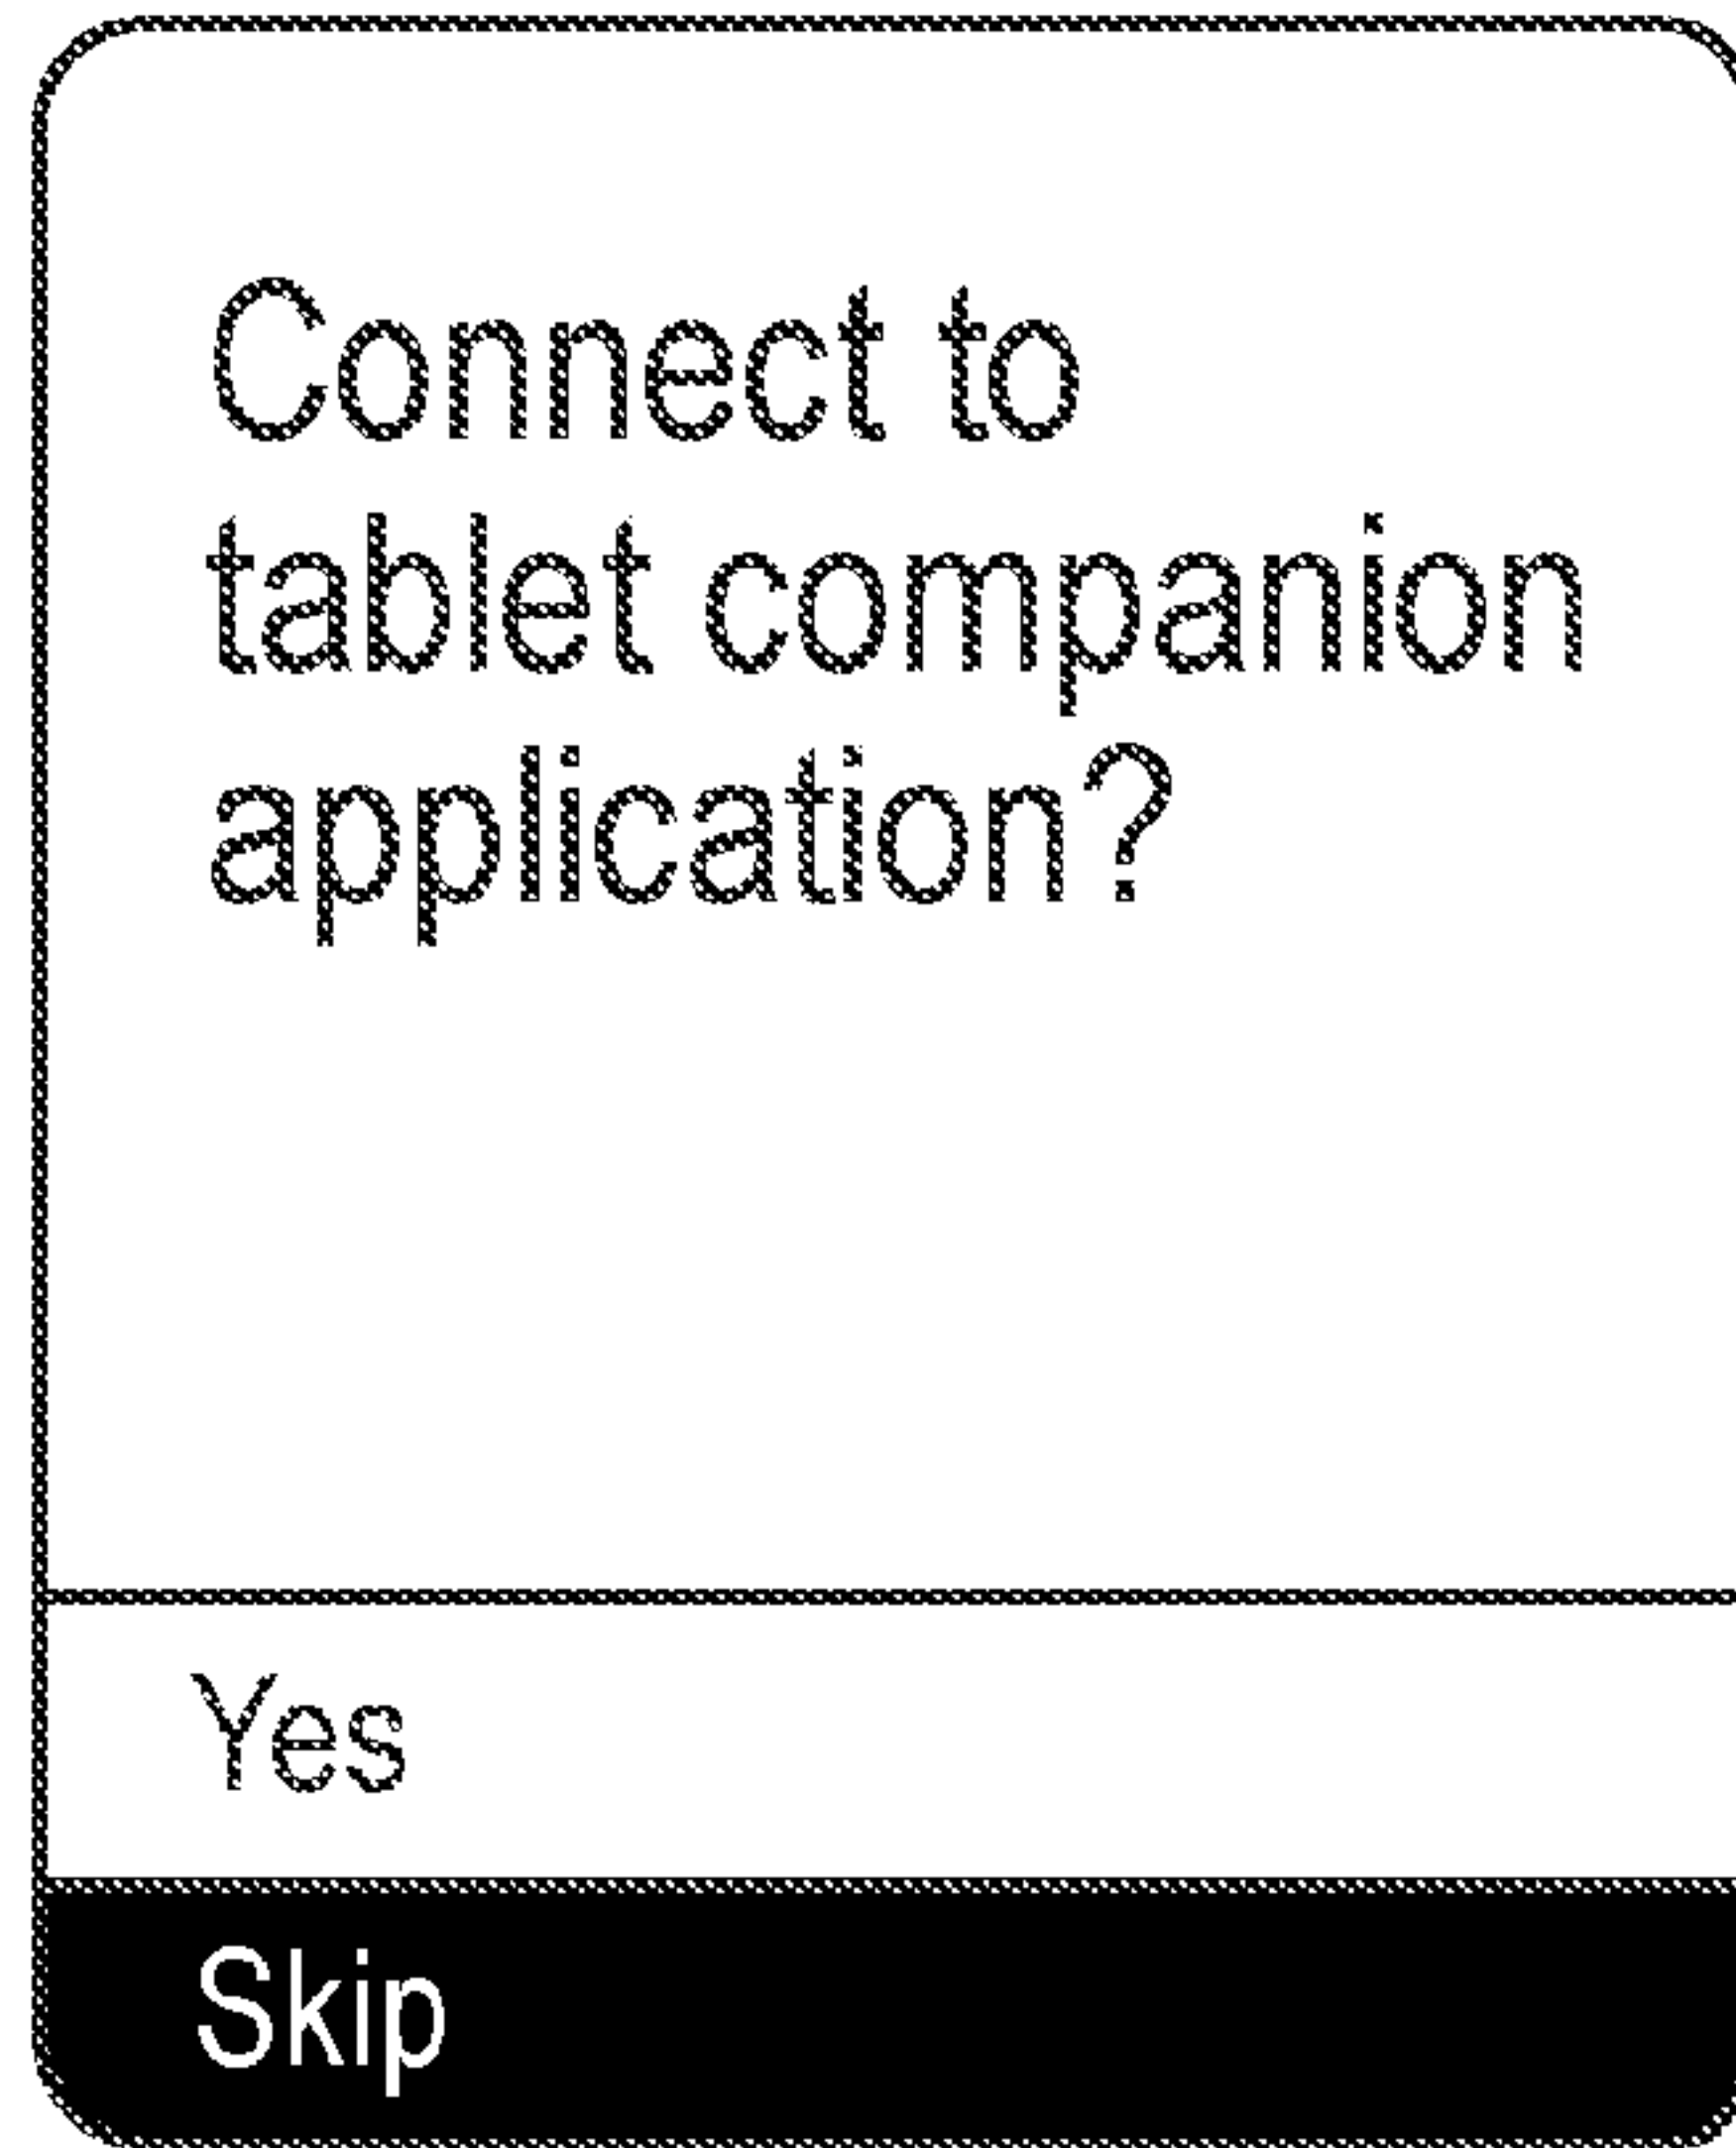 Connect to
tablet companion
application?
Yes
Skip